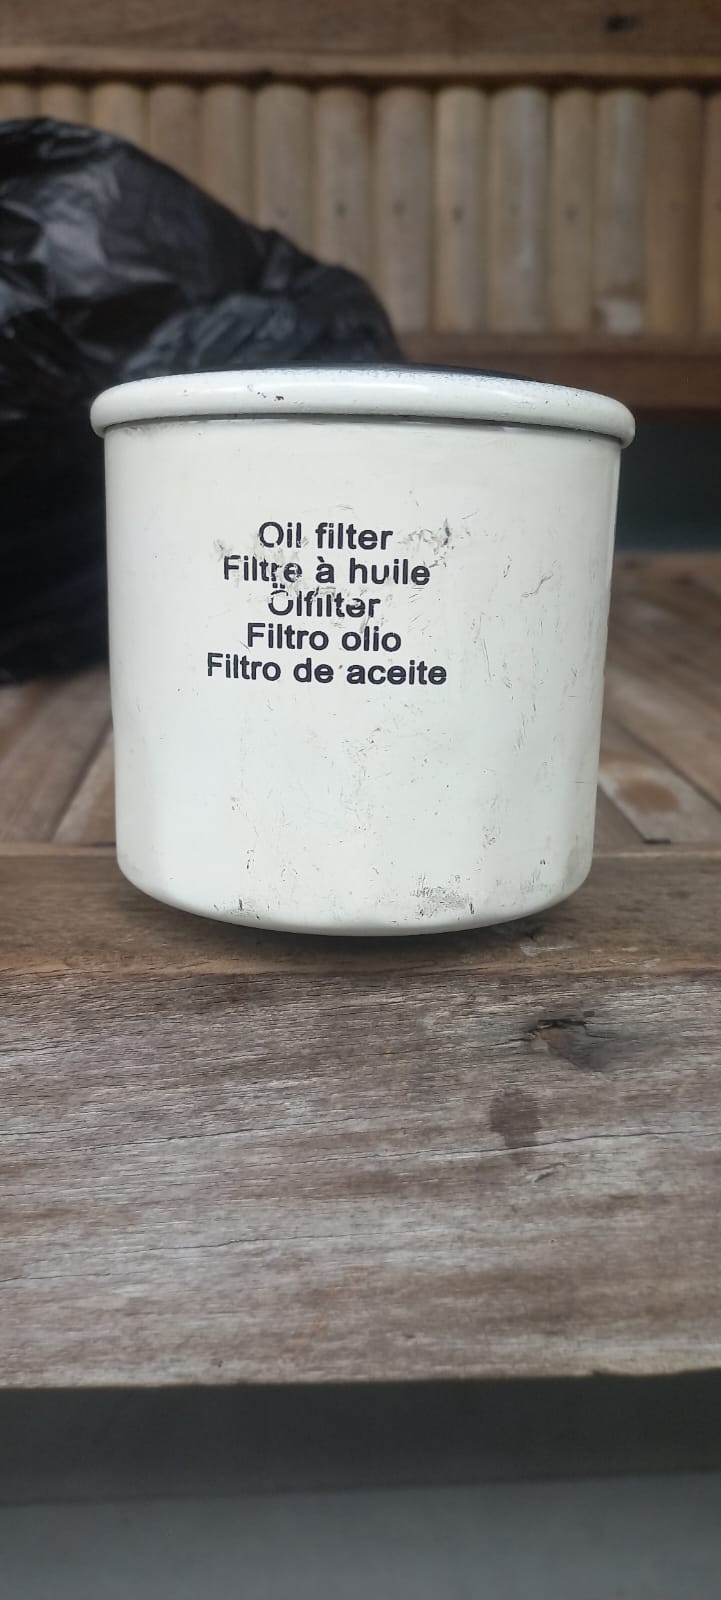 Oil filter
Filtre à huile
Ölfilter
Filtro olio
Filtro de aceite